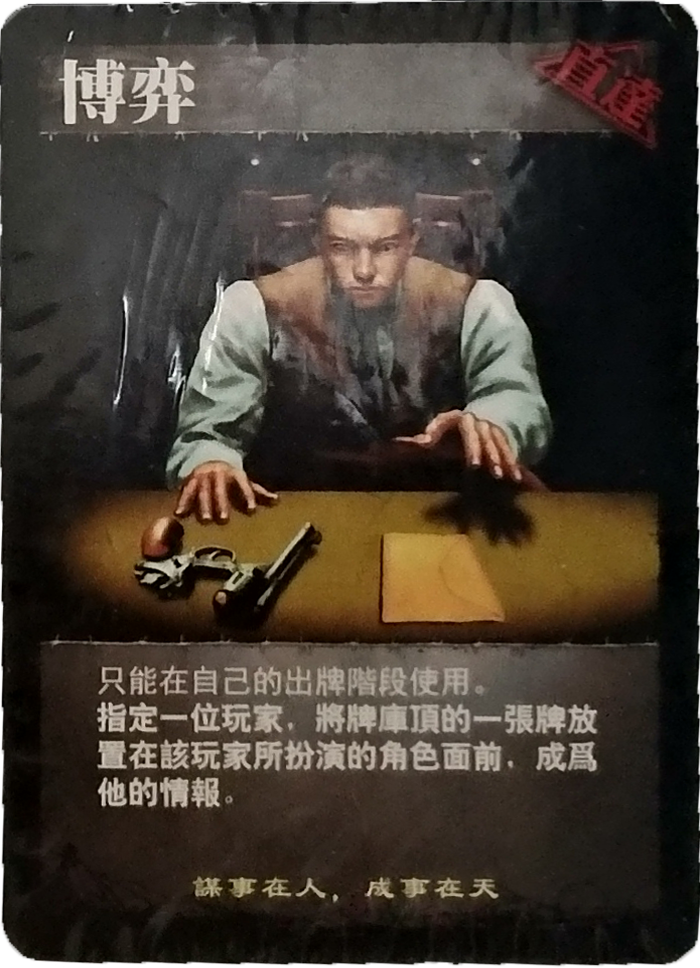 博弈
直達
只能在自己的出牌階段使用。
指定一位玩家，將牌庫頂的一張牌放
置在該玩家所扮演的角色面前，成爲
他的情報。
謀事在人，成事在天